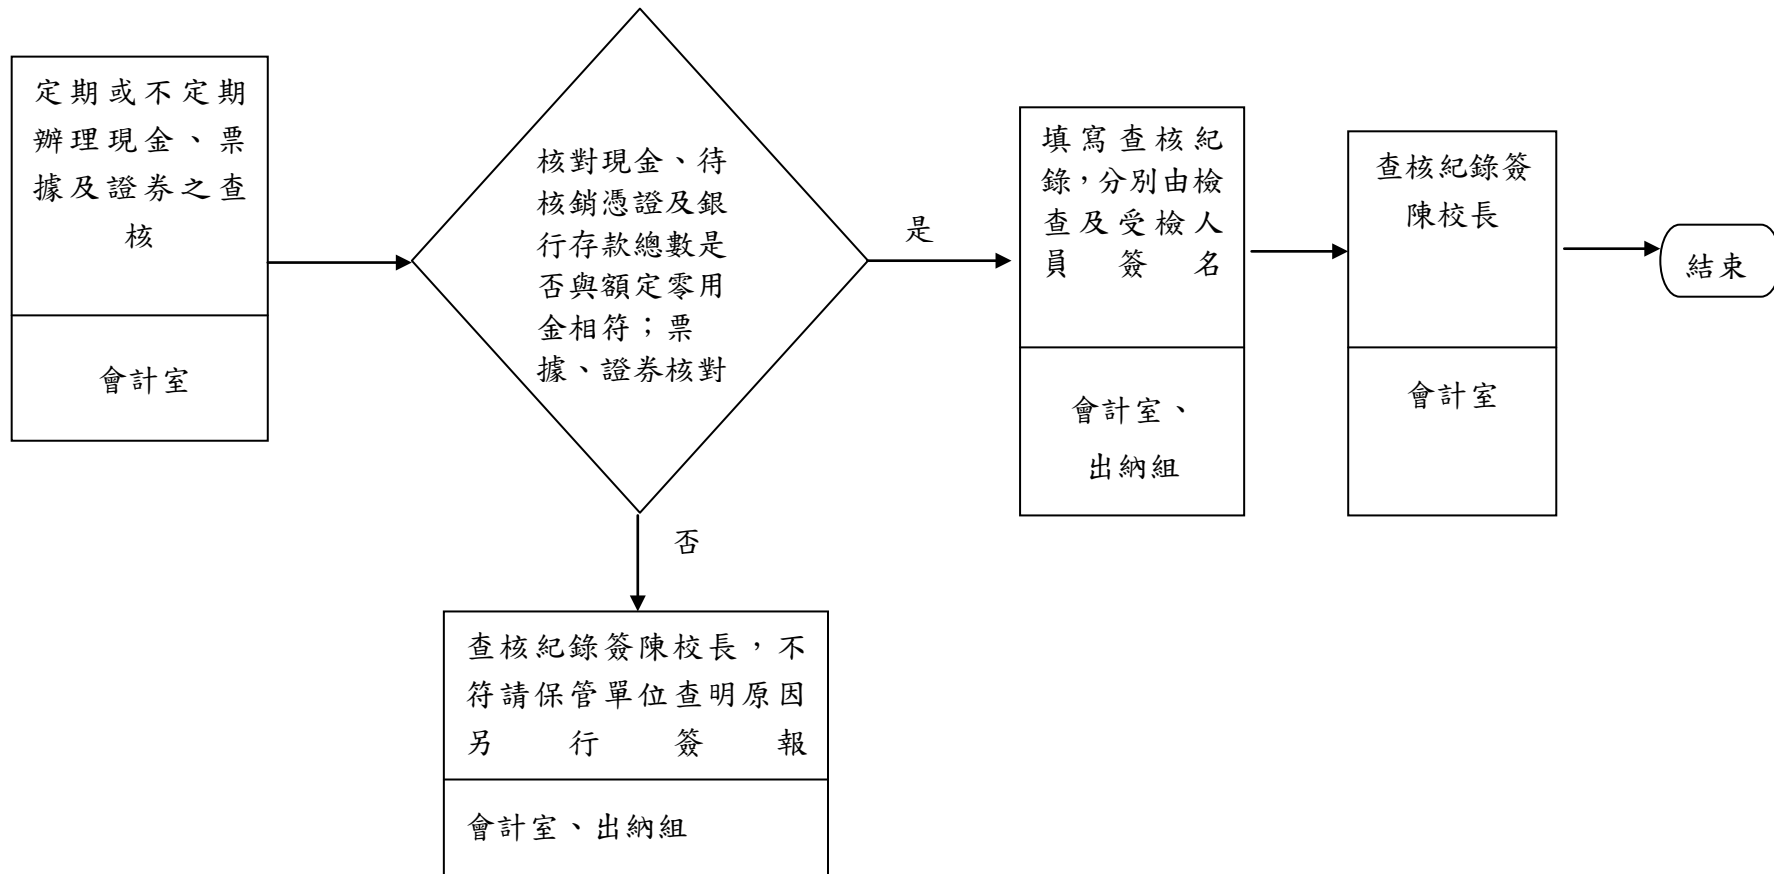 定期或不定期
辦理現金、票
據及證券之查
核
會計室
核對現金、待
核銷憑證及銀
行存款總數是
否與額定零用
金相符；票
據、證券核對
是
填寫查核紀
錄，分別由檢
查及受檢人
員簽名
會計室、
出納組
查核紀錄簽
陳校長
會計室
結束
否
查核紀錄簽陳校長，不
符請保管單位查明原因
另行簽報
會計室、出納組